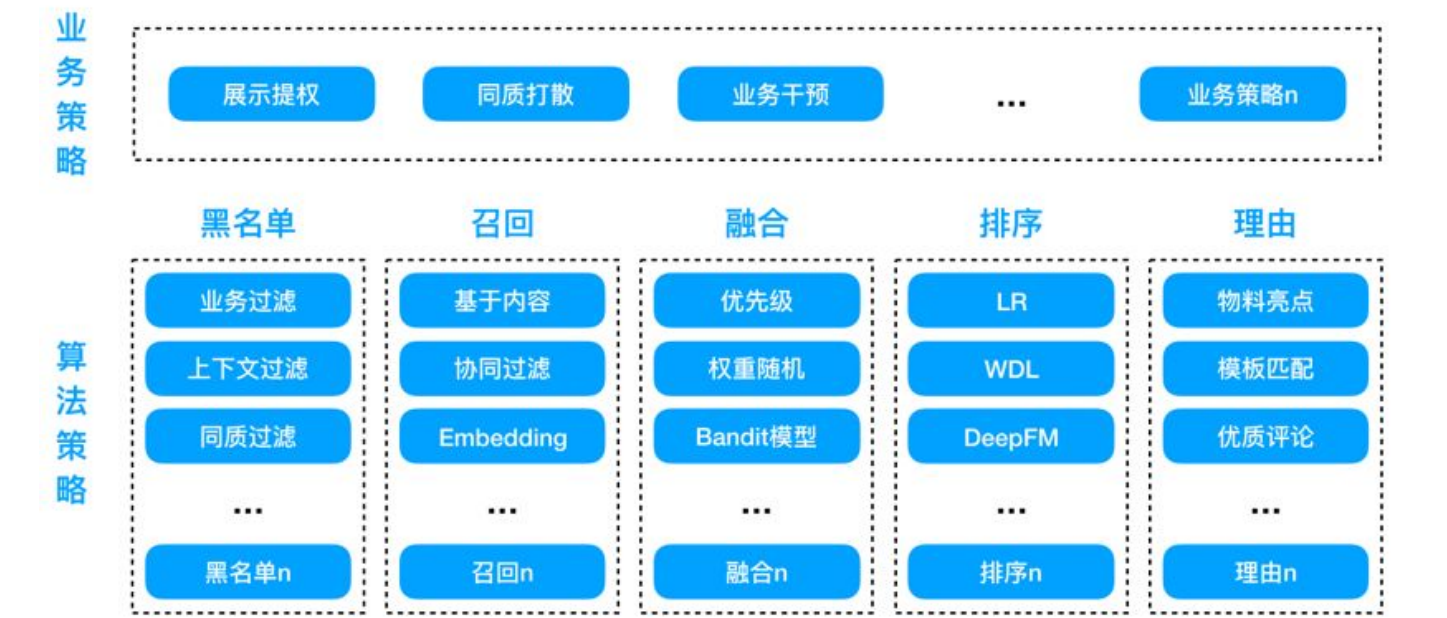 业务策略
展示提权 同质打散 业务干预 ... 业务策略n
黑名单 召回 融合 排序 理由
算法策略
业务过滤 基于内容 优先级 LR 物料亮点
上下文过滤 协同过滤 权重随机 WDL 模板匹配
同质过滤 Embedding Bandit模型 DeepFM 优质评论
... ... ... ... ...
黑名单n 召回n 融合n 排序n 理由n